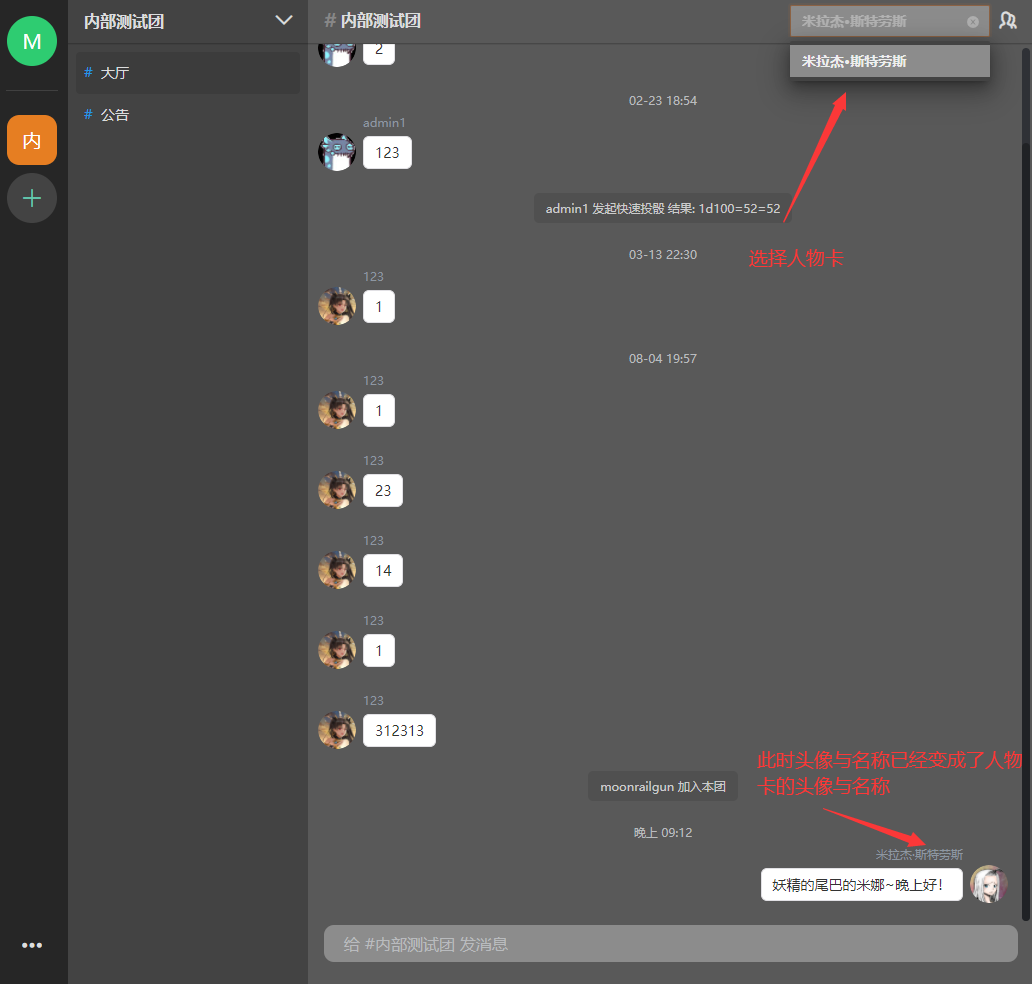 M
内部测试团
# 内部测试团
米拉杰·斯特劳斯
米拉杰·斯特劳斯
内
# 大厅
# 公告
2
02-23 18:54
admin1
123
admin1 发起快速投骰 结果: 1d100=52=52
选择人物卡
03-13 22:30
123
1
08-04 19:57
123
1
123
23
123
14
123
1
123
312313
此时头像与名称已经变成了人物
卡的头像与名称
moonrailgun 加入本团
晚上 09:12
米拉杰·斯特劳斯
妖精的尾巴的米娜~晚上好！
给 #内部测试团 发消息